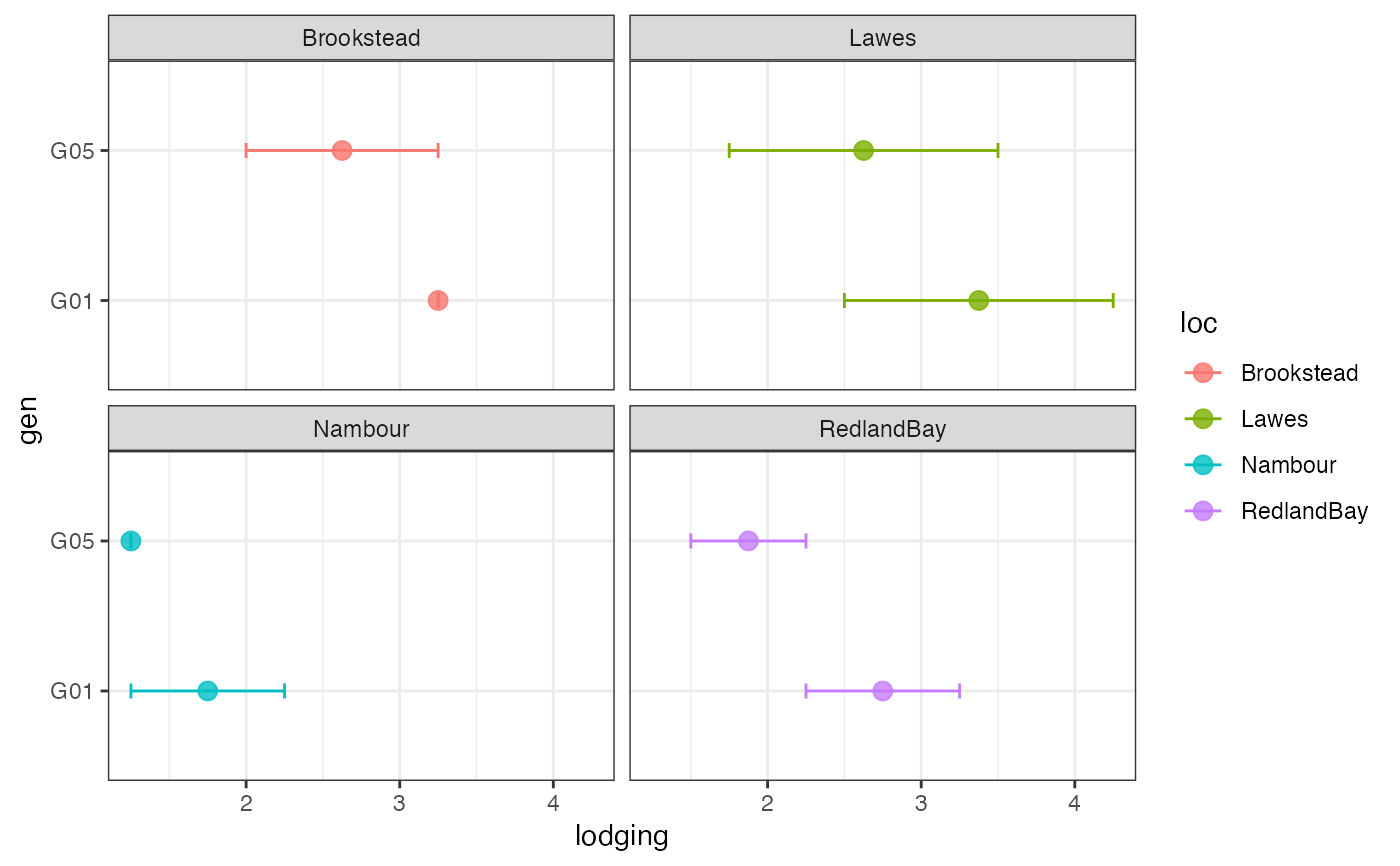 Brookstead
Lawes
G05
G01
Nambour
RedlandBay
G05
G01
2
3
4
2
3
4
lodging
gen
loc
Brookstead
Lawes
Nambour
RedlandBay